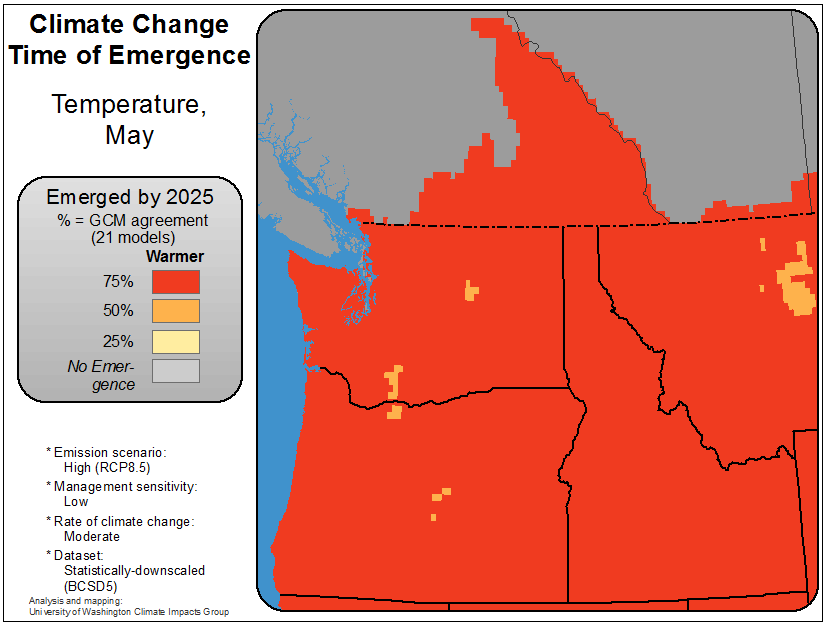 Climate Change
Time of Emergence
Temperature,
May
Emerged by 2025
% = GCM agreement
(21 models)
Warmer
75%
50%
25%
No Emer-
gence
* Emission scenario:
High (RCP8.5)
* Management sensitivity:
Low
* Rate of climate change:
Moderate
* Dataset:
Statistically-downscaled
(BCSD5)
Analysis and mapping:
University of Washington Climate Impacts Group